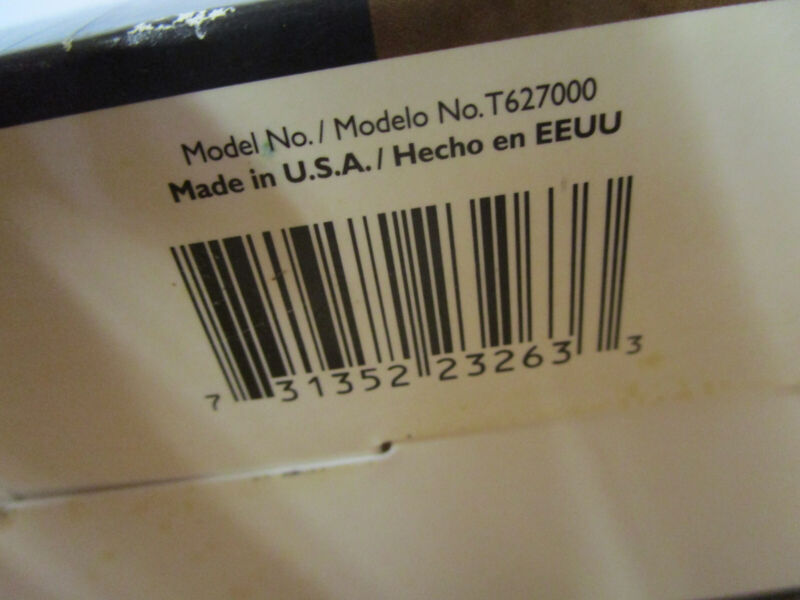 Model No. / Modelo No. T627000
Made in U.S.A. / Hecho en EEUU
7 31352 23263 3